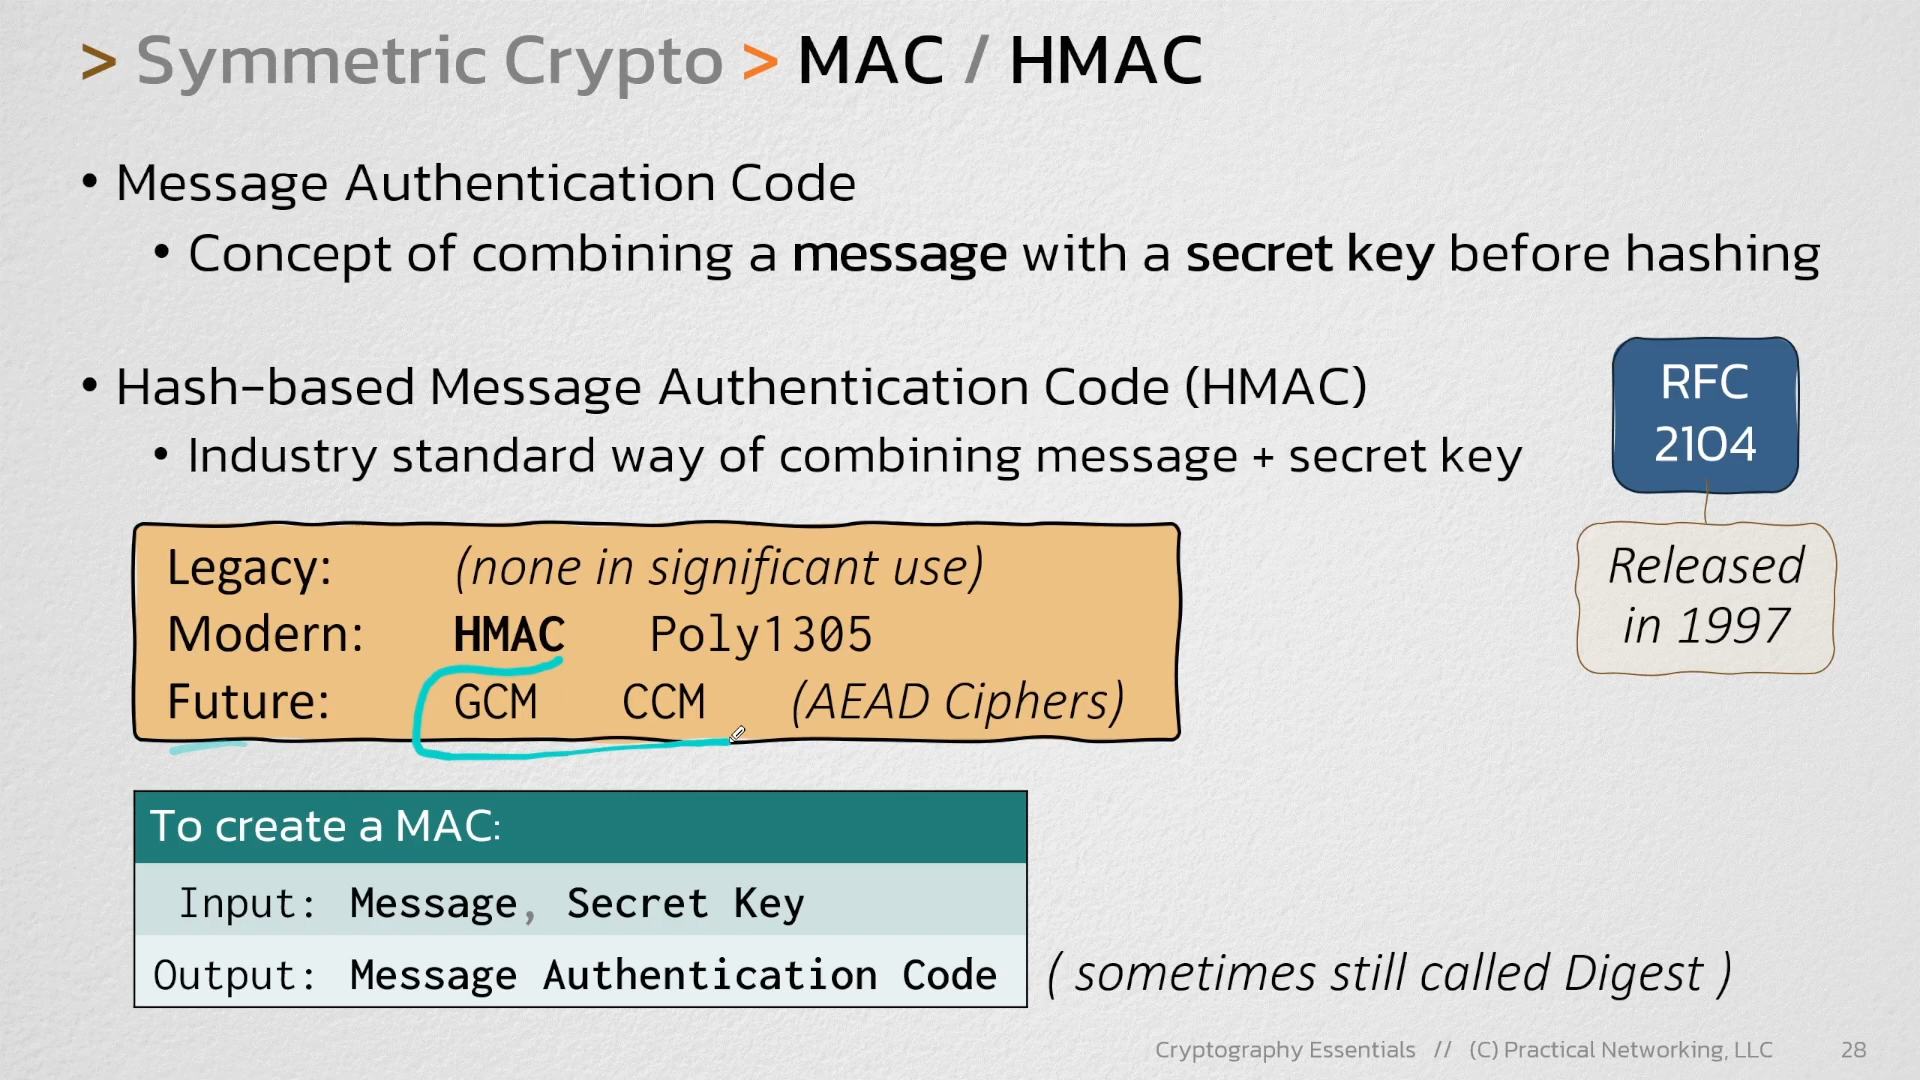 > Symmetric Crypto > MAC / HMAC
• Message Authentication Code
• Concept of combining a message with a secret key before hashing
• Hash-based Message Authentication Code (HMAC)
• Industry standard way of combining message + secret key
RFC
2104
Released
in 1997
Legacy: (none in significant use)
Modern: HMAC Poly1305
Future: GCM CCM (AEAD Ciphers)
To create a MAC:
Input: Message, Secret Key
Output: Message Authentication Code
( sometimes still called Digest )
Cryptography Essentials // (C) Practical Networking, LLC 28